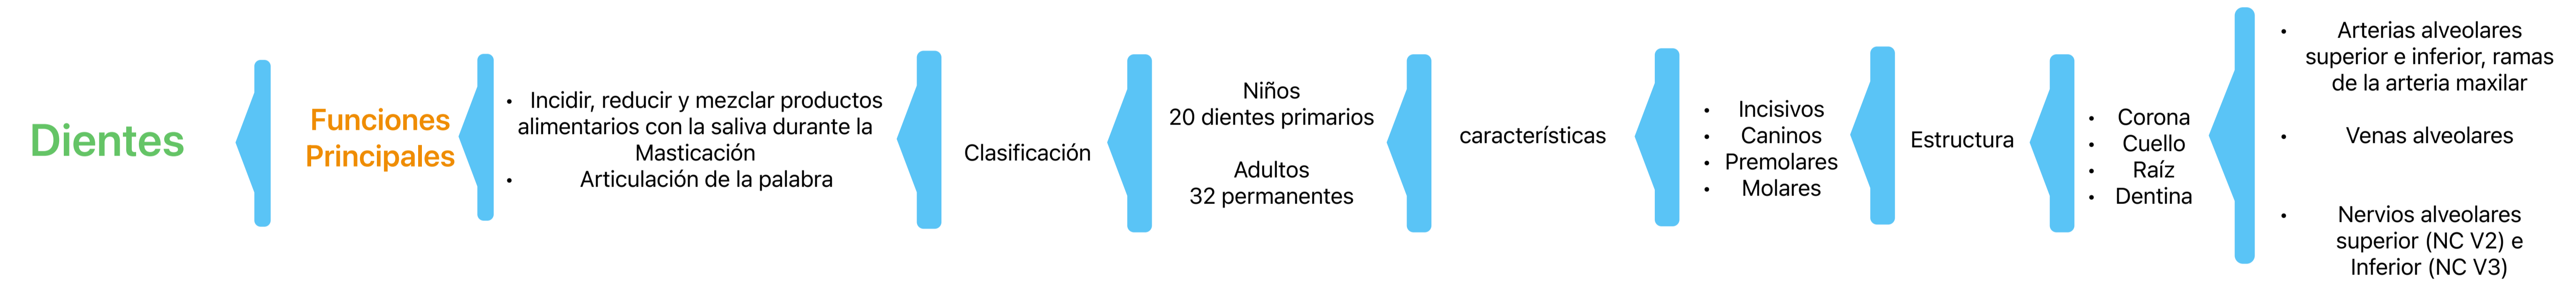 Dientes
Funciones
Principales
• Incidir, reducir y mezclar productos
alimentarios con la saliva durante la
Masticación
• Articulación de la palabra
Clasificación
Niños
20 dientes primarios
Adultos
32 permanentes
características
• Incisivos
• Caninos
• Premolares
• Molares
Estructura
• Corona
• Cuello
• Raíz
• Dentina
• Arterias alveolares
superior e inferior, ramas
de la arteria maxilar
• Venas alveolares
• Nervios alveolares
superior (NC V2) e
Inferior (NC V3)